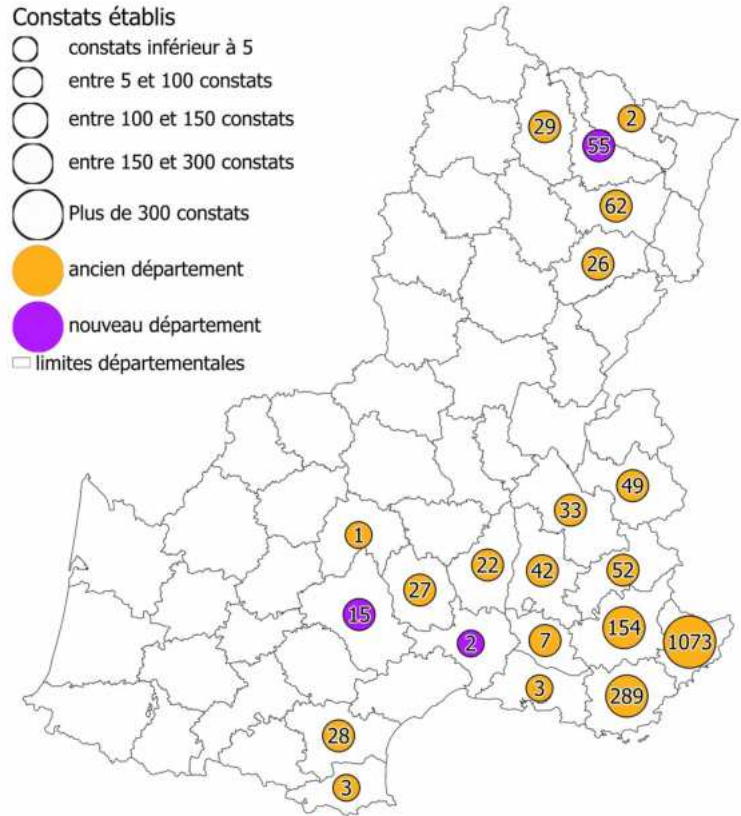 Constats établis
constats inférieur à 5
entre 5 et 100 constats
entre 100 et 150 constats
entre 150 et 300 constats
Plus de 300 constats
ancien département
nouveau département
limites départementales
29
2
55
62
26
49
33
1
22
42
52
27
15
2
7
154
1073
3
289
28
3